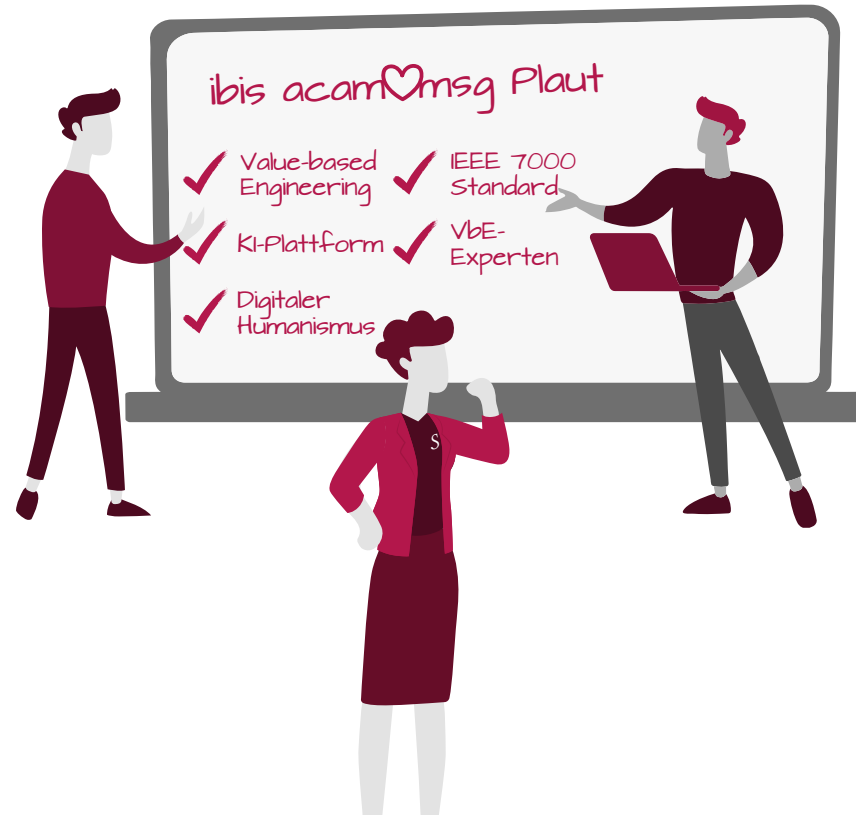 ibis acam♡msg Plaut
Value-based
Engineering
KI-Plattform
Digitaler
Humanismus
IEEE 7000
Standard
VbE-
Experten
S